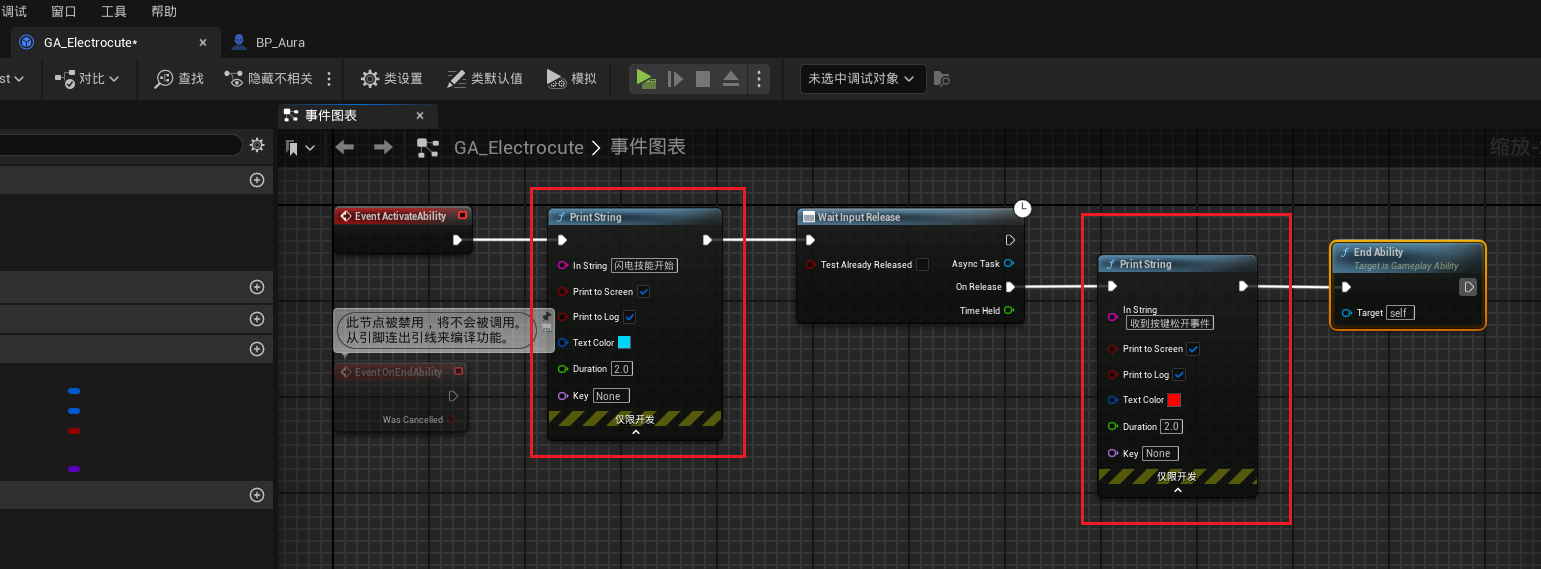 调试 窗口 工具 帮助
GA_Electrocute* BP_Aura
st 对比 查找 隐藏不相关 类设置 类默认值 模拟 未选中调试对象
事件图表
GA_Electrocute > 事件图表
缩放-
Event ActivateAbility
Print String
In String 闪电技能开始
Print to Screen
Print to Log
Text Color
Duration 2.0
Key None
仅限开发
此节点被禁用，将不会被调用。
从引脚连出引线来编译功能。
Event OnEndAbility
Was Cancelled
Wait Input Release
Test Already Released
Async Task
On Release
Time Held
Print String
In String
收到按键松开事件
Print to Screen
Print to Log
Text Color
Duration 2.0
Key None
仅限开发
End Ability
Target is Gameplay Ability
Target self